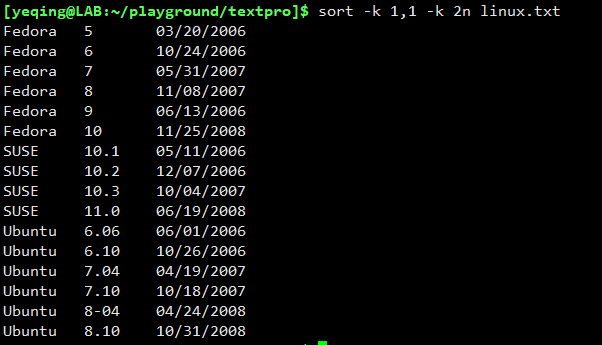 [yeqing@LAB:~/playground/textpro]$ sort -k 1,1 -k 2n linux.txt
Fedora 5 03/20/2006
Fedora 6 10/24/2006
Fedora 7 05/31/2007
Fedora 8 11/08/2007
Fedora 9 06/13/2006
Fedora 10 11/25/2008
SUSE 10.1 05/11/2006
SUSE 10.2 12/07/2006
SUSE 10.3 10/04/2007
SUSE 11.0 06/19/2008
Ubuntu 6.06 06/01/2006
Ubuntu 6.10 10/26/2006
Ubuntu 7.04 04/19/2007
Ubuntu 7.10 10/18/2007
Ubuntu 8-04 04/24/2008
Ubuntu 8.10 10/31/2008